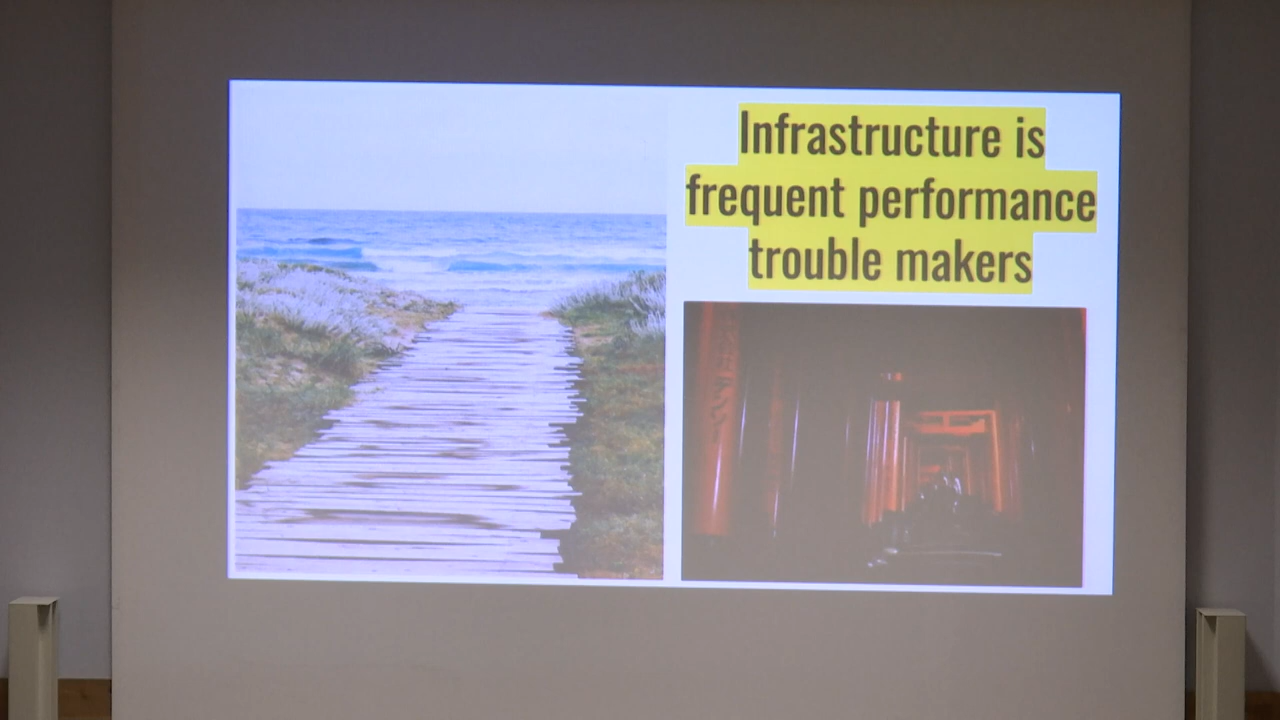 Infrastructure is
frequent performance
trouble makers